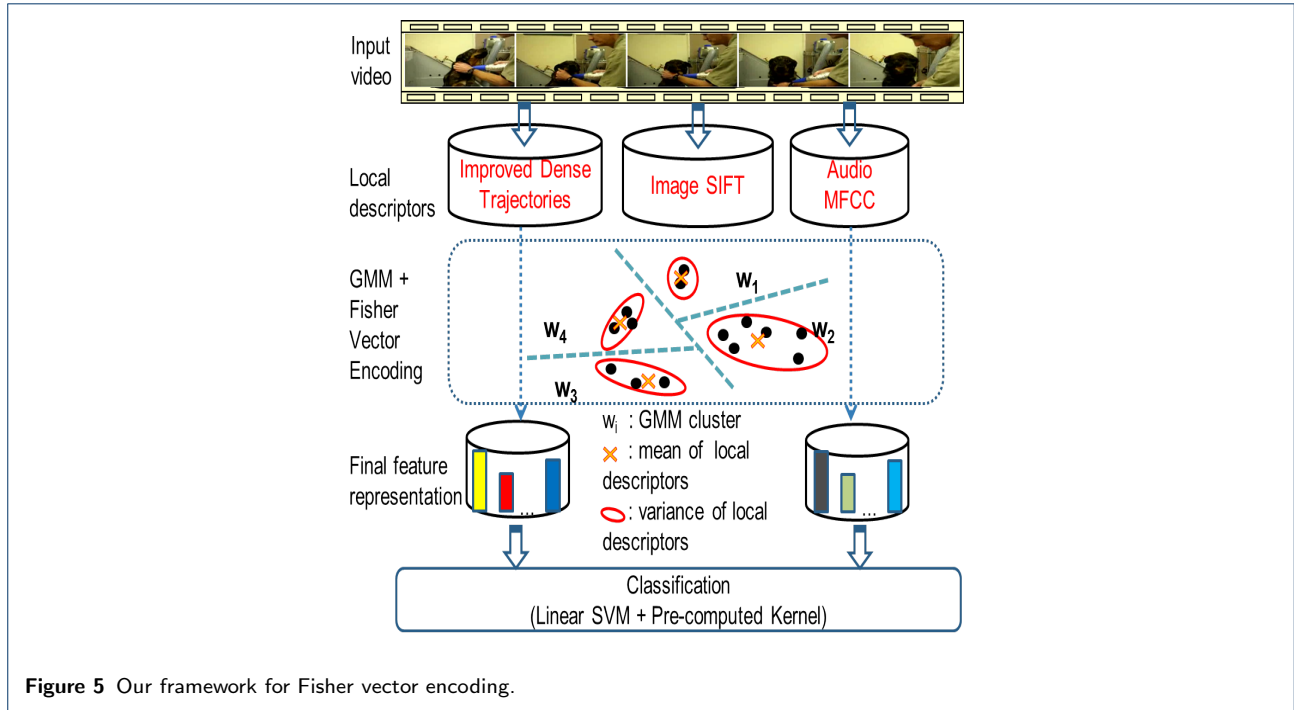 Input
video
Local
descriptors
Improved Dense
Trajectories
Image SIFT
Audio
MFCC
GMM +
Fisher
Vector
Encoding
w1
w2
w4
w3
wi : GMM cluster
: mean of local
descriptors
: variance of local
descriptors
Final feature
representation
...
...
Classification
(Linear SVM + Pre-computed Kernel)
Figure 5 Our framework for Fisher vector encoding.